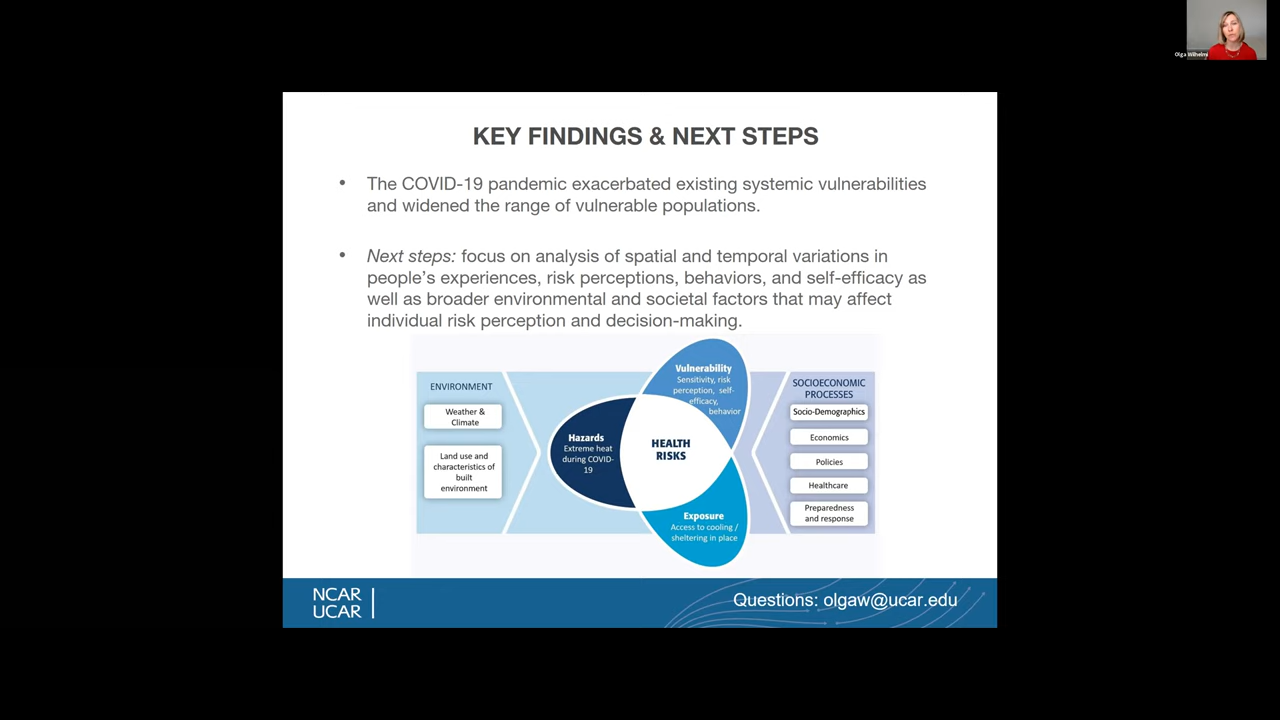 Olga Wilhelmi
KEY FINDINGS & NEXT STEPS
• The COVID-19 pandemic exacerbated existing systemic vulnerabilities
and widened the range of vulnerable populations.
• Next steps: focus on analysis of spatial and temporal variations in
people's experiences, risk perceptions, behaviors, and self-efficacy as
well as broader environmental and societal factors that may affect
individual risk perception and decision-making.
ENVIRONMENT
Weather &
Climate
Land use and
characteristics of
built
environment
Hazards
Extreme heat
during COVID-
19
HEALTH
RISKS
Vulnerability
Sensitivity, risk
perception, self-
efficacy,
behavior
Exposure
Access to cooling /
sheltering in place
SOCIOECONOMIC
PROCESSES
Socio-Demographics
Economics
Policies
Healthcare
Preparedness
and response
NCAR
UCAR
Questions: olgaw@ucar.edu